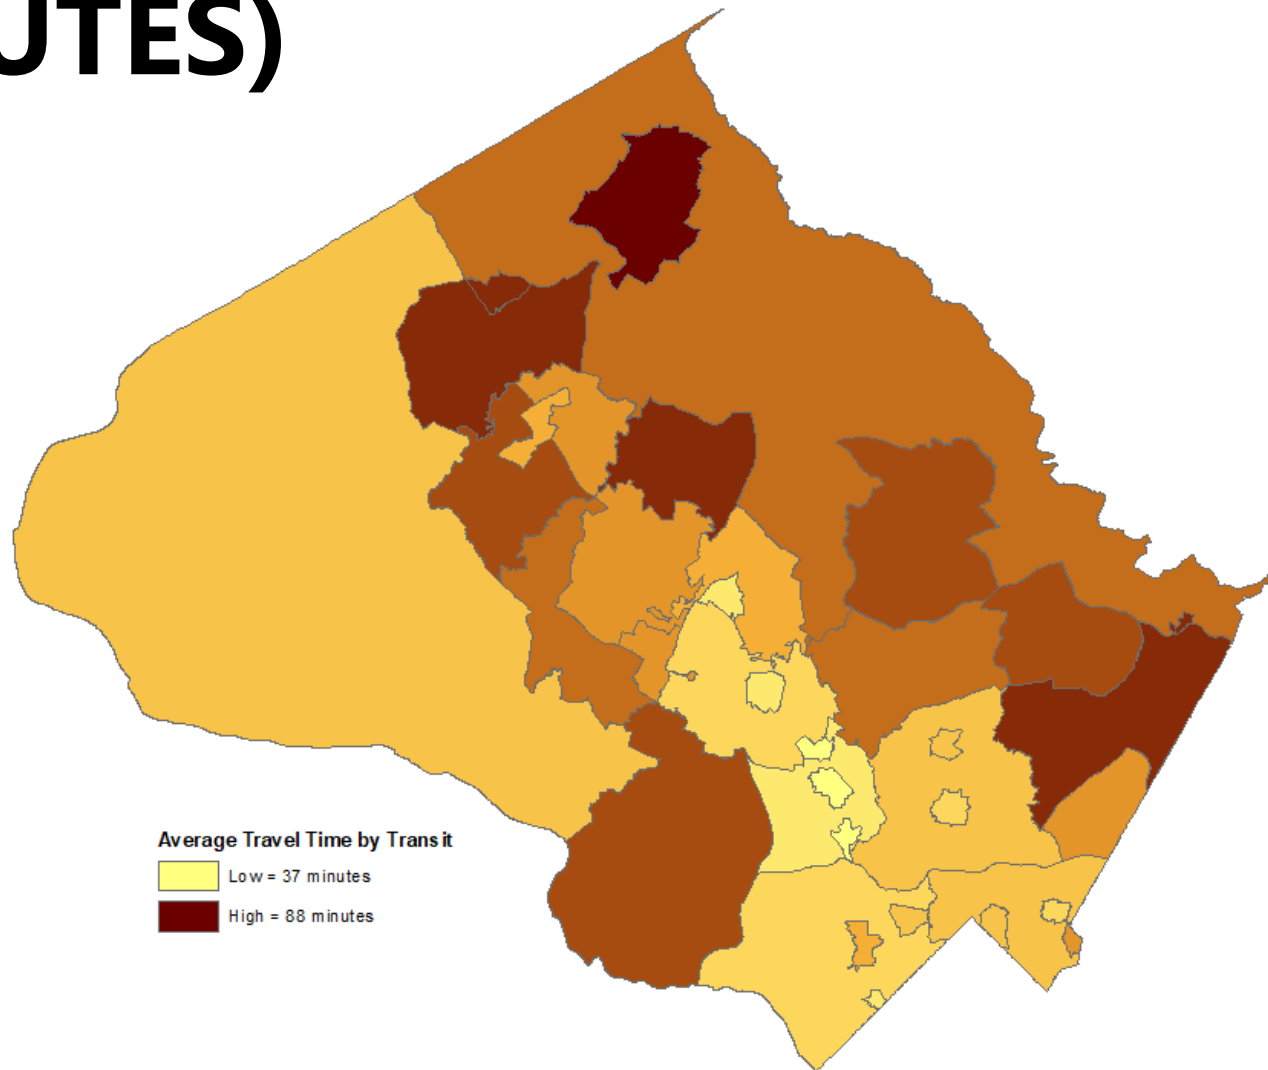 UTES)
Average Travel Time by Transit
Low = 37 minutes
High = 88 minutes